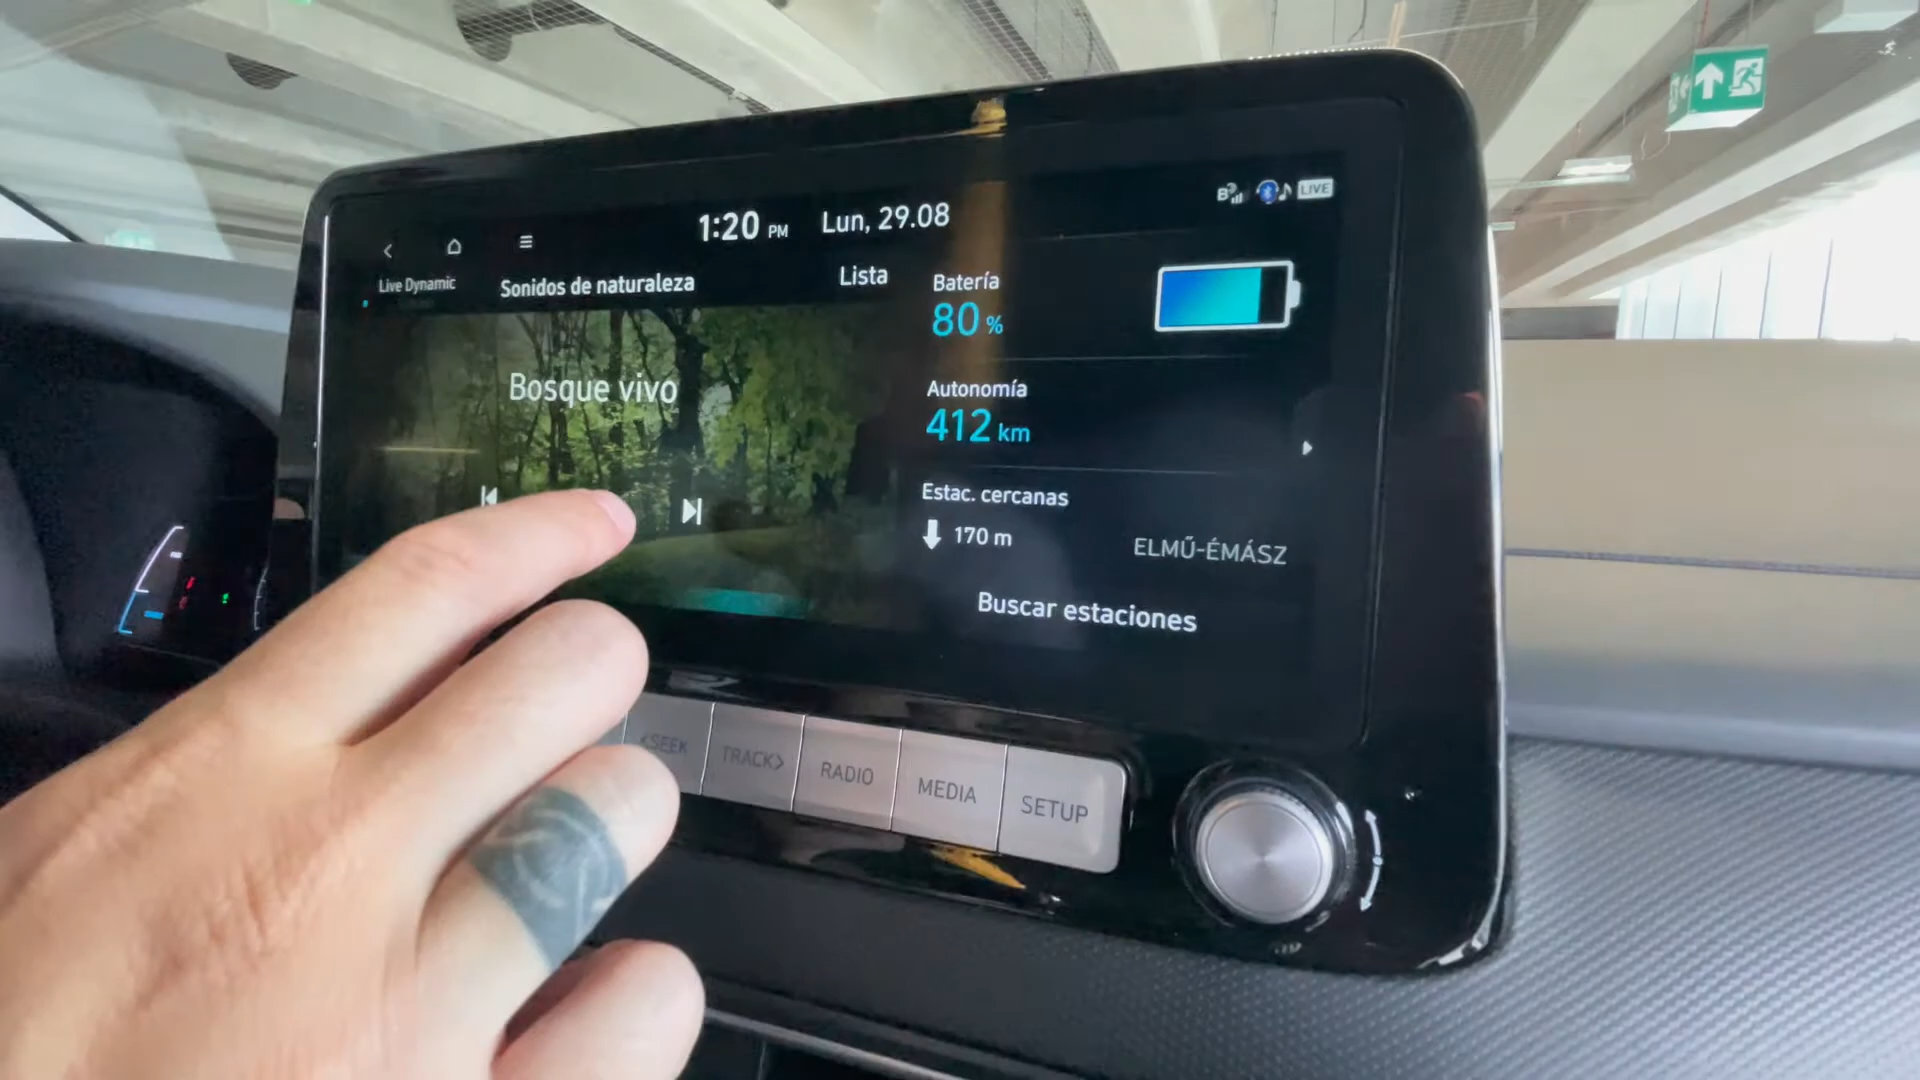 1:20 PM Lun, 29.08
LIVE
Live Dynamic
Sonidos de naturaleza
Lista
Bosque vivo
Batería
80 %
Autonomía
412 km
Estac. cercanas
170 m
ELMŰ-ÉMÁSZ
Buscar estaciones
<SEEK
TRACK>
RADIO
MEDIA
SETUP